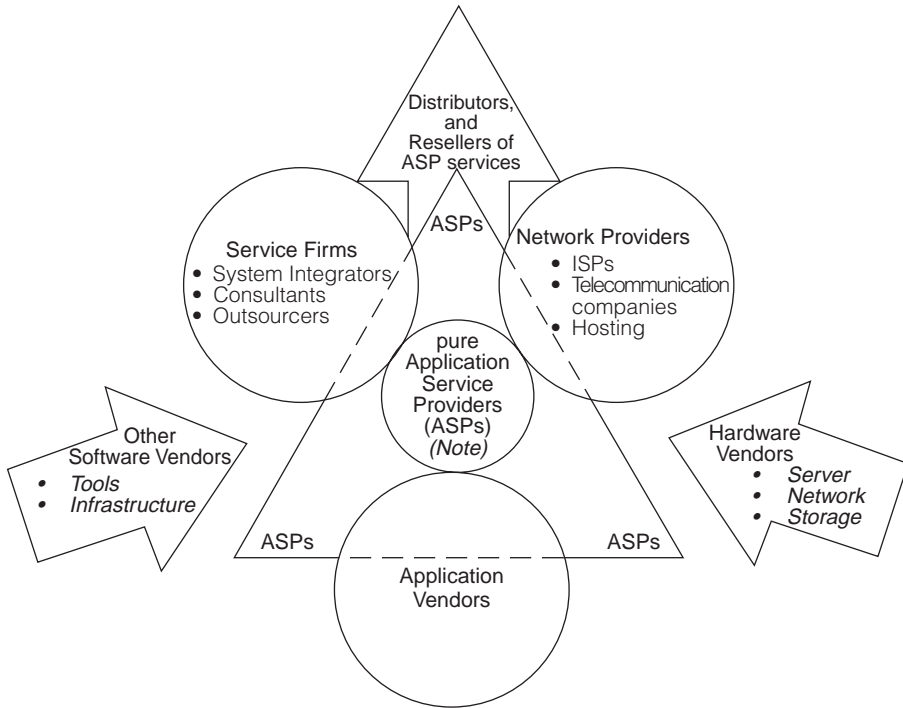 Distributors,
and
Resellers of
ASP services
ASPs
Service Firms
• System Integrators
• Consultants
• Outsourcers
Network Providers
• ISPs
• Telecommunication
companies
• Hosting
pure
Application
Service
Providers
(ASPs)
(Note)
Other
Software Vendors
• Tools
• Infrastructure
Hardware
Vendors
• Server
• Network
• Storage
ASPs
ASPs
Application
Vendors